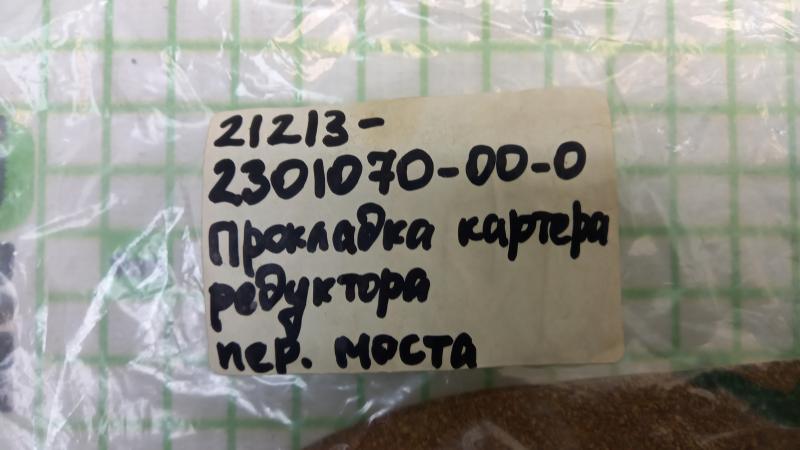 21213-
2301070-00-0
Прокладка картера
редуктора
пер. моста